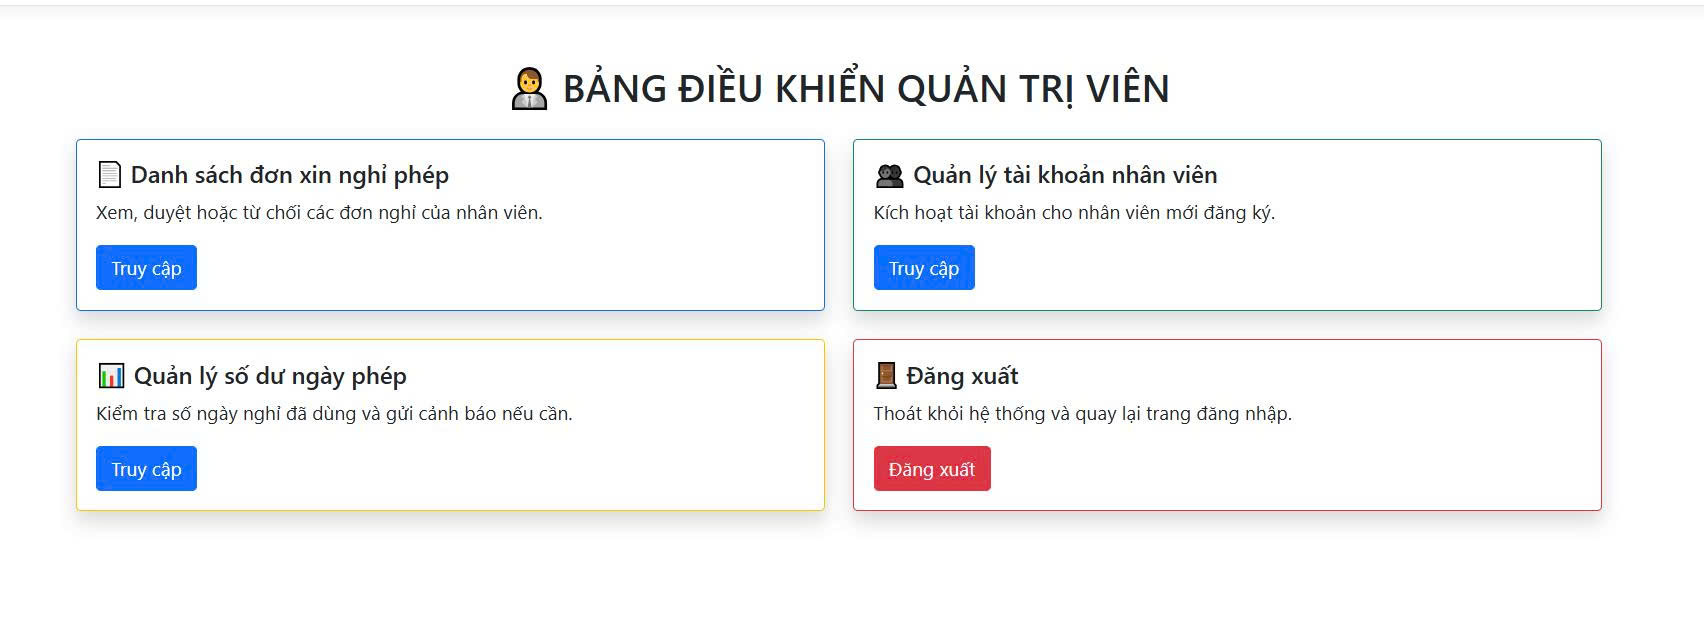 BẢNG ĐIỀU KHIỂN QUẢN TRỊ VIÊN
Danh sách đơn xin nghỉ phép
Xem, duyệt hoặc từ chối các đơn nghỉ của nhân viên.
Truy cập
Quản lý tài khoản nhân viên
Kích hoạt tài khoản cho nhân viên mới đăng ký.
Truy cập
Quản lý số dư ngày phép
Kiểm tra số ngày nghỉ đã dùng và gửi cảnh báo nếu cần.
Truy cập
Đăng xuất
Thoát khỏi hệ thống và quay lại trang đăng nhập.
Đăng xuất